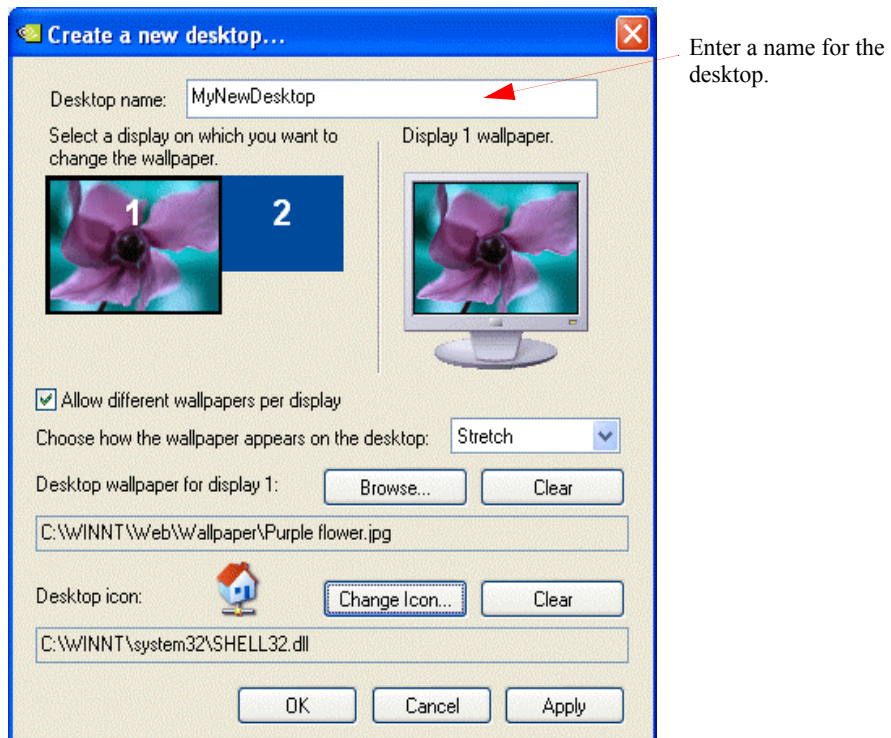 Create a new desktop...
Enter a name for the
desktop.
Desktop name: MyNewDesktop
Select a display on which you want to
change the wallpaper.
Display 1 wallpaper.
1
2
Allow different wallpapers per display
Choose how the wallpaper appears on the desktop: Stretch
Desktop wallpaper for display 1: Browse... Clear
C:\WINNT\Web\Wallpaper\Purple flower.jpg
Desktop icon: Change Icon... Clear
C:\WINNT\system32\SHELL32.dll
OK Cancel Apply